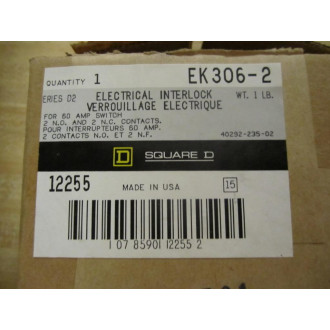 QUANTITY 1 EK306-2
SERIES D2 ELECTRICAL INTERLOCK WT. 1 LB.
VERROUILLAGE ELECTRIQUE
FOR 60 AMP SWITCH
2 N.O. AND 2 N.C. CONTACTS.
POUR INTERRUPTEURS 60 AMP.
2 CONTACTS N.O. ET 2 N.F.
40292-235-02
D SQUARE D
12255 MADE IN USA 15
1 07 85901 12255 2